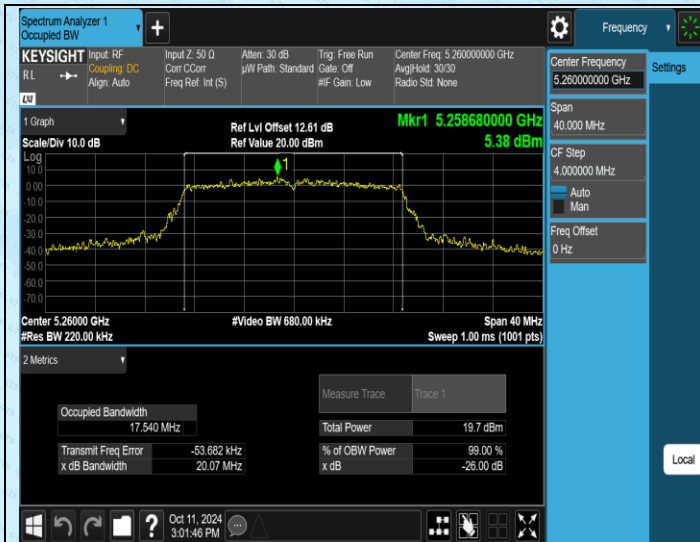 Spectrum Analyzer 1
Occupied BW
Frequency
KEYSIGHT
RL
LXI
Input: RF
Coupling: DC
Align: Auto
Input Z: 50 Ω
Corr CCorr
Freq Ref: Int (S)
Atten: 30 dB
µW Path: Standard
Trig: Free Run
Gate: Off
#IF Gain: Low
Center Freq: 5.260000000 GHz
Avg|Hold: 30/30
Radio Std: None
Center Frequency
5.260000000 GHz
Settings
Span
40.000 MHz
CF Step
4.000000 MHz
Auto
Man
Freq Offset
0 Hz
Local
1 Graph
Scale/Div 10.0 dB
Ref Lvl Offset 12.61 dB
Ref Value 20.00 dBm
Mkr1 5.258680000 GHz
5.38 dBm
Log
10.0
0.00
-10.0
-20.0
-30.0
-40.0
-50.0
-60.0
-70.0
1
Center 5.26000 GHz
#Res BW 220.00 kHz
#Video BW 680.00 kHz
Span 40 MHz
Sweep 1.00 ms (1001 pts)
2 Metrics
Measure Trace
Trace 1
Occupied Bandwidth
17.540 MHz
Total Power
19.7 dBm
Transmit Freq Error
-53.682 kHz
% of OBW Power
99.00 %
x dB Bandwidth
20.07 MHz
x dB
-26.00 dB
?
Oct 11, 2024
3:01:46 PM